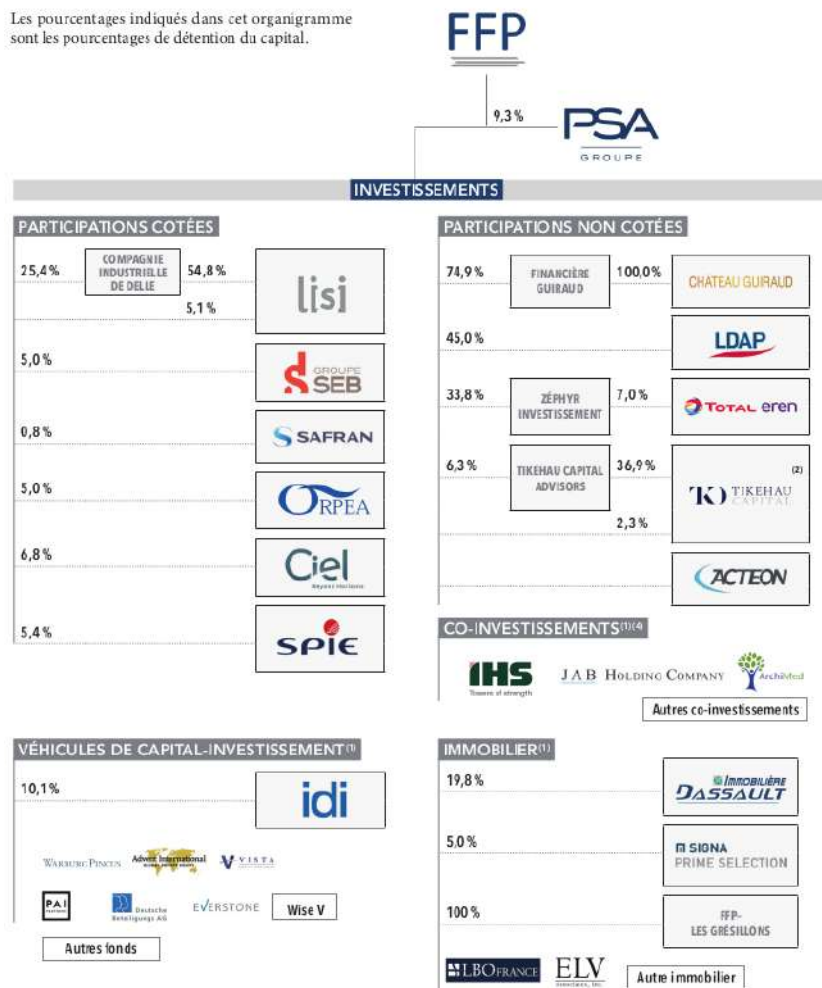 Les pourcentages indiqués dans cet organigramme
sont les pourcentages de détention du capital.
FFP
9,3 %
PSA
GROUPE
INVESTISSEMENTS
PARTICIPATIONS COTÉES
25,4 %
COMPAGNIE
INDUSTRIELLE
DE DELLE
54,8 %
5,1 %
lisi
5,0 %
GROUPE
SEB
0,8 %
SAFRAN
5,0 %
ORPEA
6,8 %
Ciel
5,4 %
SPIE
PARTICIPATIONS NON COTÉES
74,9 %
FINANCIÈRE
GUIRAUD
100,0 %
CHATEAU GUIRAUD
45,0 %
LDAP
33,8 %
ZÉPHYR
INVESTISSEMENT
7,0 %
TOTAL eren
6,3 %
TIKEHAU CAPITAL
ADVISORS
36,9 %
2,3 %
(2)
TIKEHAU
CAPITAL
ACTEON
CO-INVESTISSEMENTS(1)(4)
IHS
Towers of strength
JAB HOLDING COMPANY
ArchiMed
Autres co-investissements
VÉHICULES DE CAPITAL-INVESTISSEMENT(1)
10,1 %
idi
WARBURG PINCUS
Advent International
VISTA
PAI
Deutsche
Beteiligungs AG
EVERSTONE
Wise V
Autres fonds
IMMOBILIER(1)
19,8 %
IMMOBILIÈRE
DASSAULT
5,0 %
SIGNA
PRIME SELECTION
100 %
FFP-
LES GRÉSILLONS
LBOFRANCE
ELV
Autre immobilier